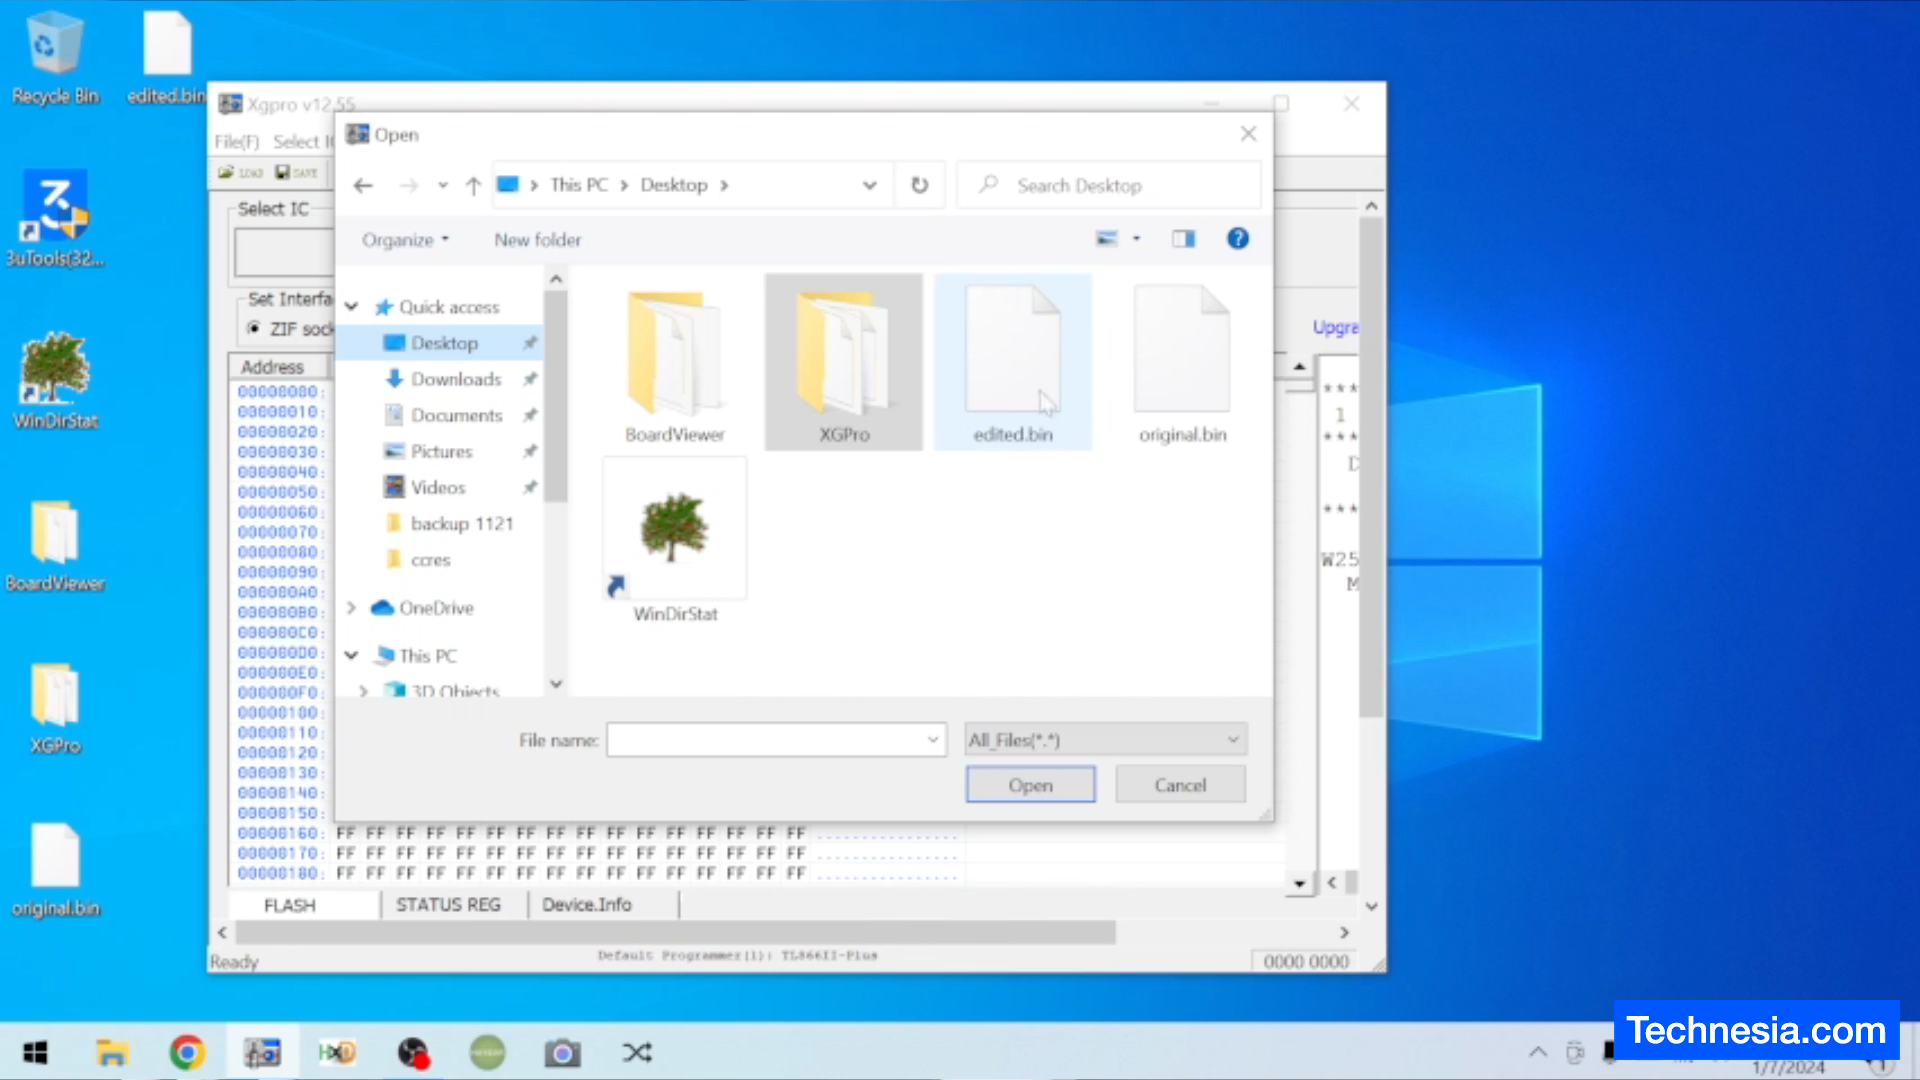 Recycle Bin
edited.bin
3uTools(32...
WinDirStat
BoardViewer
XGPro
original.bin
Xgpro v12.55
File(F) Select I
LOAD SAVE
Select IC
Set Interfa
ZIF sock
Address
Open
This PC > Desktop >
Search Desktop
Organize
New folder
Quick access
Desktop
Downloads
Documents
Pictures
Videos
backup 1121
ccres
OneDrive
This PC
3D Objects
BoardViewer
XGPro
edited.bin
original.bin
WinDirStat
File name:
All_Files(*.*)
Open
Cancel
Upgra
****
1
****
D
****
W25
M
00000000:
00000010:
00000020:
00000030:
00000040:
00000050:
00000060:
00000070:
00000080:
00000090:
000000A0:
000000B0:
000000C0:
000000D0:
000000E0:
000000F0:
00000100:
00000110:
00000120:
00000130:
00000140:
00000150:
00000160: FF FF FF FF FF FF FF FF FF FF FF FF FF FF FF FF ................
00000170: FF FF FF FF FF FF FF FF FF FF FF FF FF FF FF FF ................
00000180: FF FF FF FF FF FF FF FF FF FF FF FF FF FF FF FF ................
FLASH
STATUS REG
Device.Info
Ready
Default Programmer(1): TL866II-Plus
0000 0000
HXD
Technesia.com
1/7/2024
1